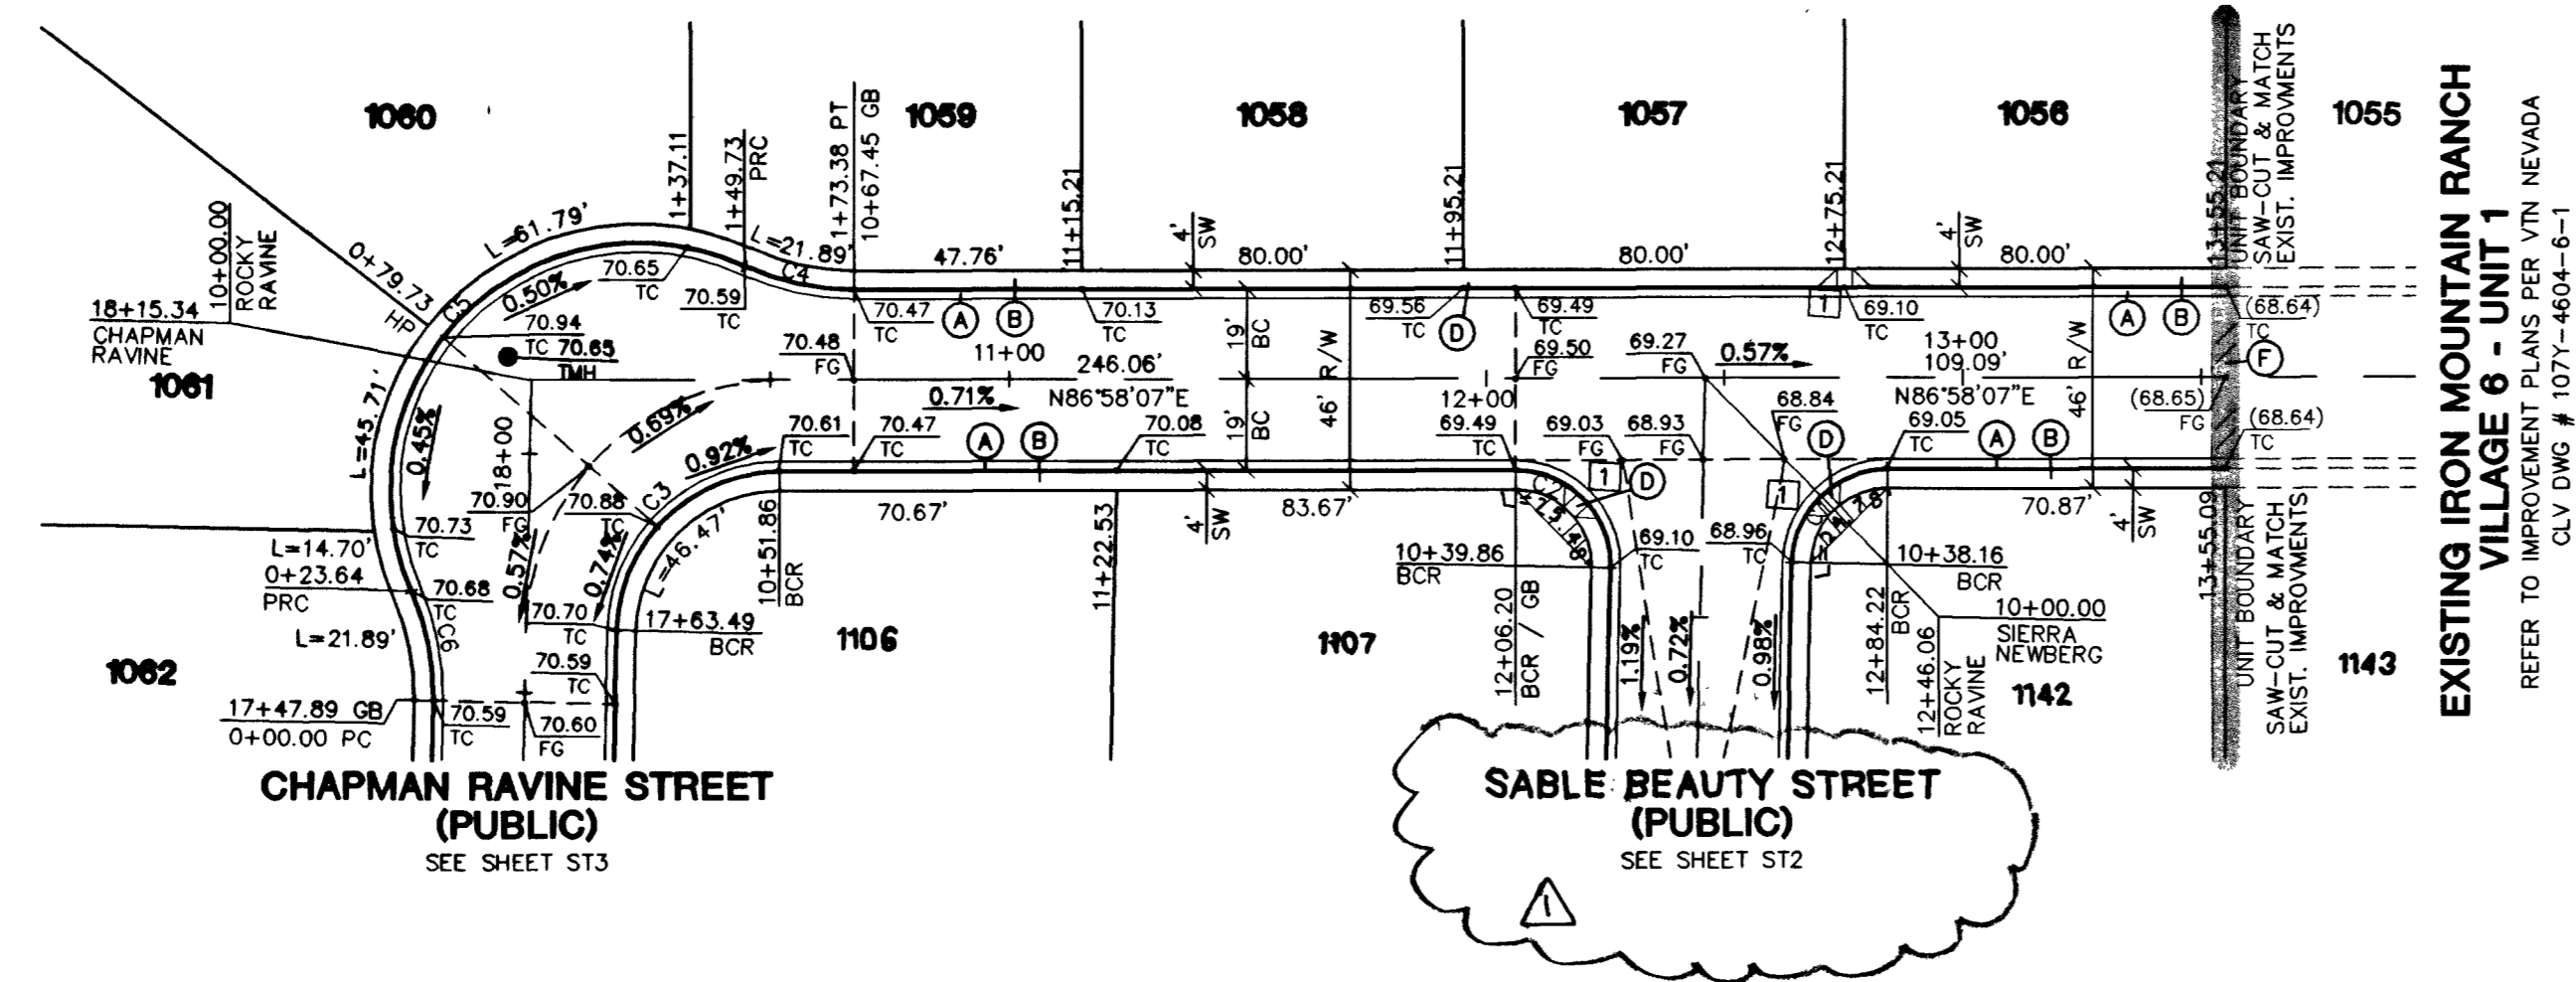 1060
1059
1058
1057
1056
1055
1+37.11
1+49.73
PRC
1+73.38 PT
10+67.45 GB
11+15.21
11+95.21
12+75.21
13+55.21
UNIT BOUNDARY
SAW-CUT & MATCH
EXIST. IMPROVMENTS
EXISTING IRON MOUNTAIN RANCH
VILLAGE 6 - UNIT 1
REFER TO IMPROVEMENT PLANS PER VTN NEVADA
CLV DWG # 107Y-4604-6-1
10+00.00
ROCKY
RAVINE
18+15.34
CHAPMAN
RAVINE
0+79.73
HP
L=61.79'
L=21.89'
C4
C5
0.50%
47.76'
4'
SW
80.00'
80.00'
4'
SW
80.00'
70.65
TC
70.59
TC
70.94
TC
70.65
TMH
70.47
TC
A
B
70.13
TC
69.56
TC
D
69.49
TC
1
69.10
TC
A
B
(68.64)
TC
F
1061
70.48
FG
11+00
246.06'
N86°58'07"E
0.71%
19'
BC
19'
BC
46' R/W
12+00
69.50
FG
69.27
FG
0.57%
13+00
109.09'
N86°58'07"E
46' R/W
(68.65)
FG
(68.64)
TC
L=45.71'
0.45%
18+00
0.69%
0.92%
70.61
TC
70.47
TC
A
B
70.08
TC
69.49
TC
69.03
FG
68.93
FG
68.84
FG
D
69.05
TC
A
B
70.90
FG
70.88
TC
C3
1
D
1
C2
25.48'
70.73
TC
L=14.70'
0+23.64
PRC
70.68
TC
C6
L=21.89'
0.57%
0.74%
L=46.47'
70.67'
83.67'
4'
SW
70.87'
4'
SW
10+51.86
BCR
11+22.53
10+39.86
BCR
69.10
TC
68.96
TC
10+38.16
BCR
12+06.20
BCR / GB
12+84.22
BCR
13+55.09
UNIT BOUNDARY
SAW-CUT & MATCH
EXIST. IMPROVMENTS
70.70
TC
17+63.49
BCR
10+00.00
SIERRA
NEWBERG
12+46.06
ROCKY
RAVINE
1.19%
0.72%
0.98%
1062
1106
1107
1142
1143
70.59
TC
17+47.89 GB
0+00.00 PC
70.59
TC
70.60
FG
CHAPMAN RAVINE STREET
(PUBLIC)
SEE SHEET ST3
SABLE BEAUTY STREET
(PUBLIC)
SEE SHEET ST2
1